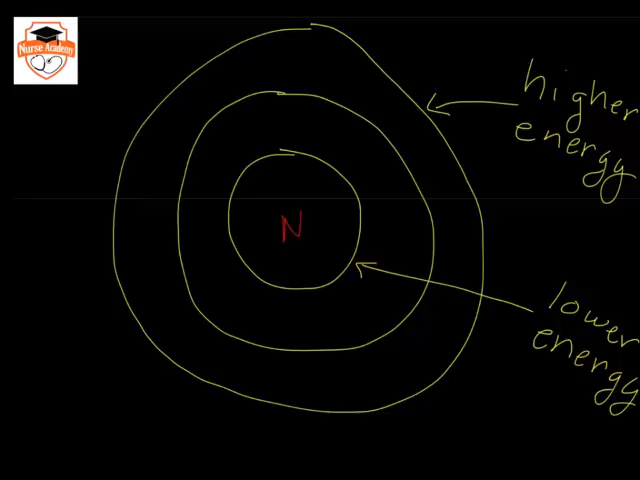 Nurse Academy
higher
energy
N
lower
energy